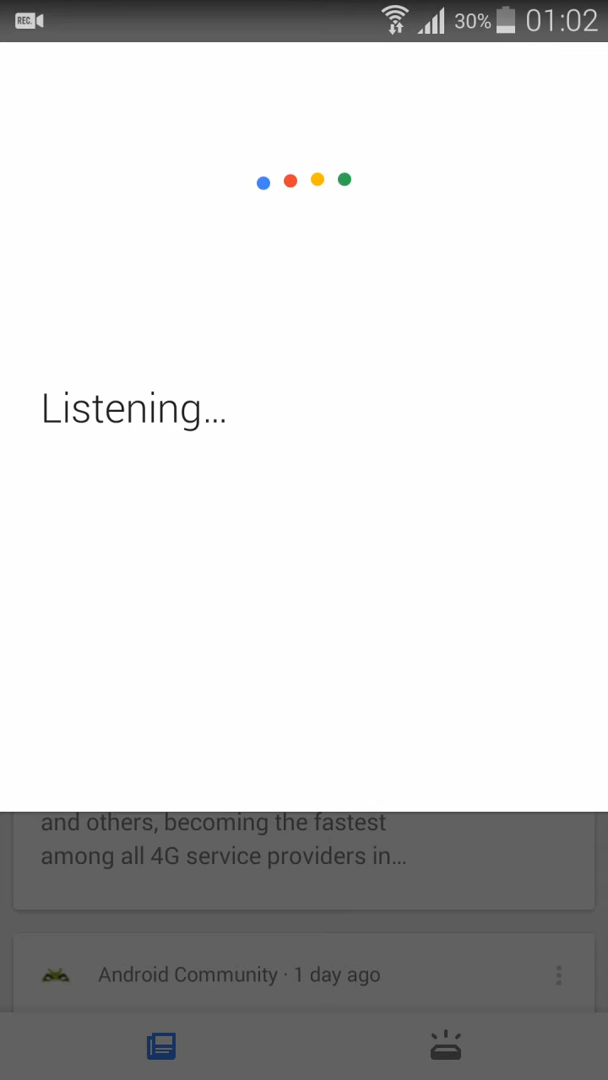 REC.
30%
01:02
Listening...
and others, becoming the fastest
among all 4G service providers in...
Android Community · 1 day ago